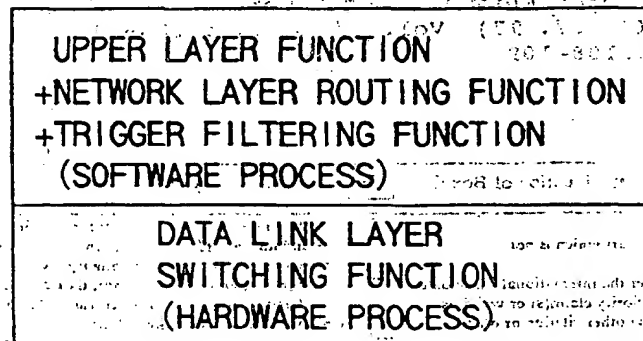 UPPER LAYER FUNCTION
+NETWORK LAYER ROUTING FUNCTION
+TRIGGER FILTERING FUNCTION
(SOFTWARE PROCESS)
DATA LINK LAYER
SWITCHING FUNCTION
(HARDWARE PROCESS)